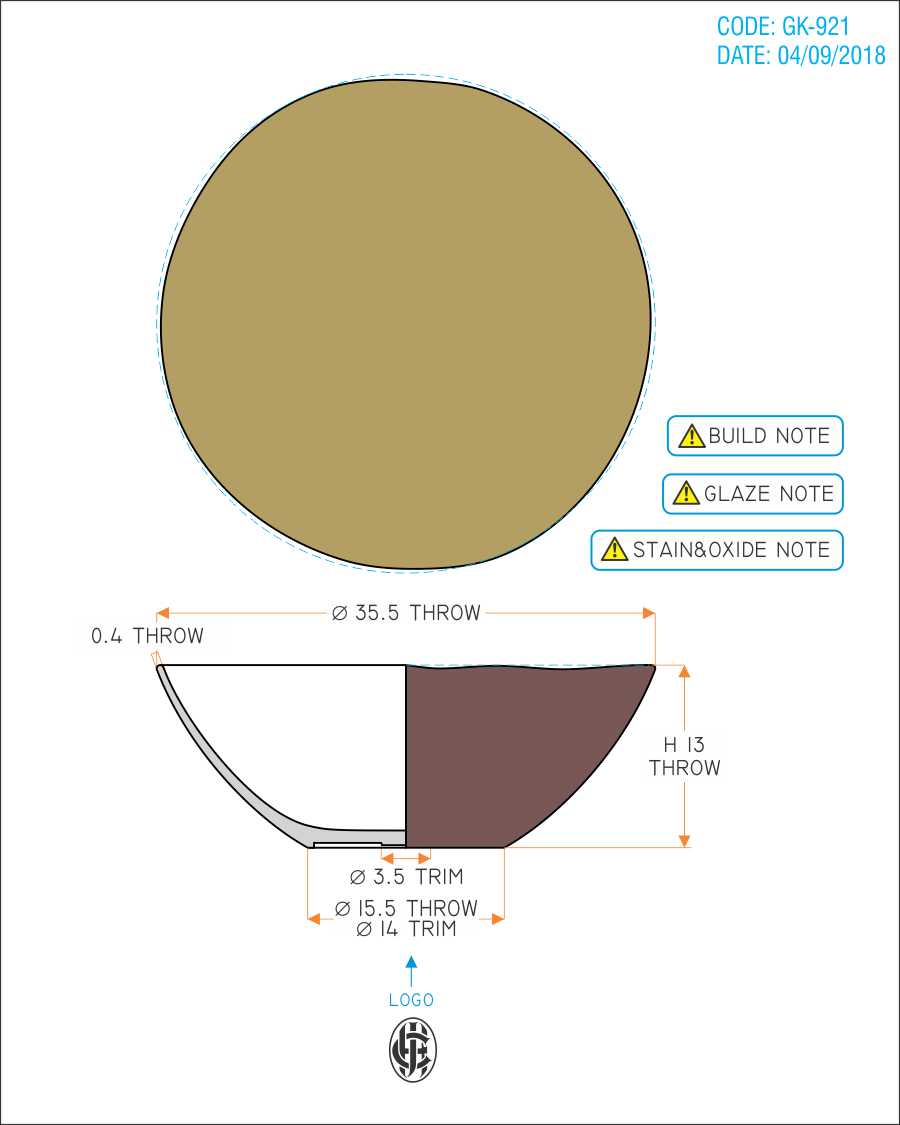 CODE: GK-921
DATE: 04/09/2018
BUILD NOTE
GLAZE NOTE
STAIN&OXIDE NOTE
Ø 35.5 THROW
0.4 THROW
H 13
THROW
Ø 3.5 TRIM
Ø 15.5 THROW
Ø 14 TRIM
LOGO